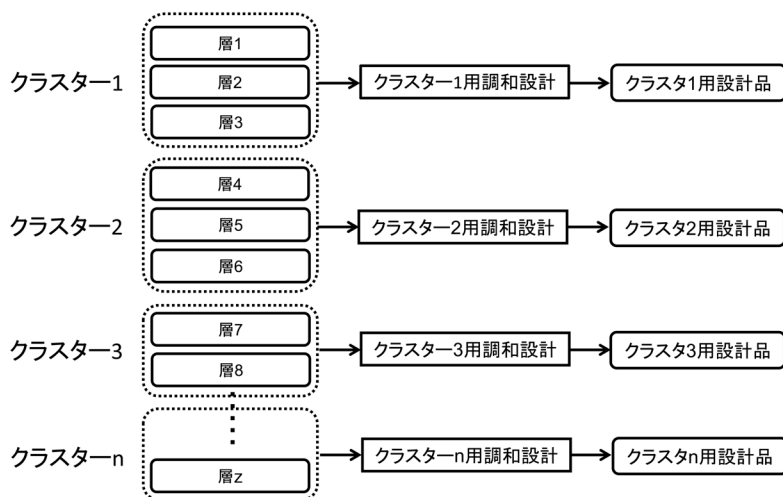 層1
クラスター1
層2
クラスター1用調和設計
クラスタ1用設計品
層3
層4
クラスター2
層5
クラスター2用調和設計
クラスタ2用設計品
層6
層7
クラスター3
クラスター3用調和設計
クラスタ3用設計品
層8
クラスターn
クラスターn用調和設計
クラスタn用設計品
層z